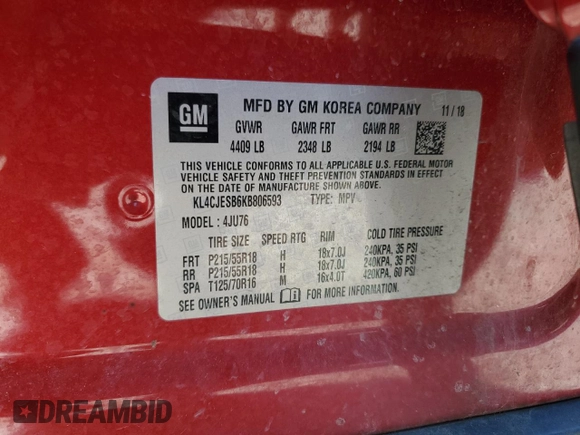 GM
MFD BY GM KOREA COMPANY 11 / 18
GVWR GAWR FRT GAWR RR
4409 LB 2348 LB 2194 LB
THIS VEHICLE CONFORMS TO ALL APPLICABLE U.S. FEDERAL MOTOR
VEHICLE SAFETY AND THEFT PREVENTION STANDARDS IN EFFECT ON
THE DATE OF MANUFACTURE SHOWN ABOVE.
KL4CJESB6KB806593 TYPE: MPV
MODEL: 4JU76
TIRE SIZE SPEED RTG RIM COLD TIRE PRESSURE
FRT P215/55R18 H 18x7.0J 240KPA, 35 PSI
RR P215/55R18 H 18x7.0J 240KPA, 35 PSI
SPA T125/70R16 M 16x4.0T 420KPA, 60 PSI
SEE OWNER'S MANUAL FOR MORE INFORMATION.
DREAMBID